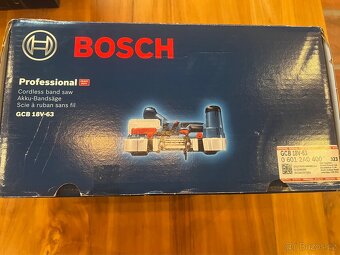 BOSCH
Professional
Cordless band saw
Akku-Bandsäge
Scie à ruban sans fil
GCB 18V-63
GCB 18V-63
0 601 2A0 400
323